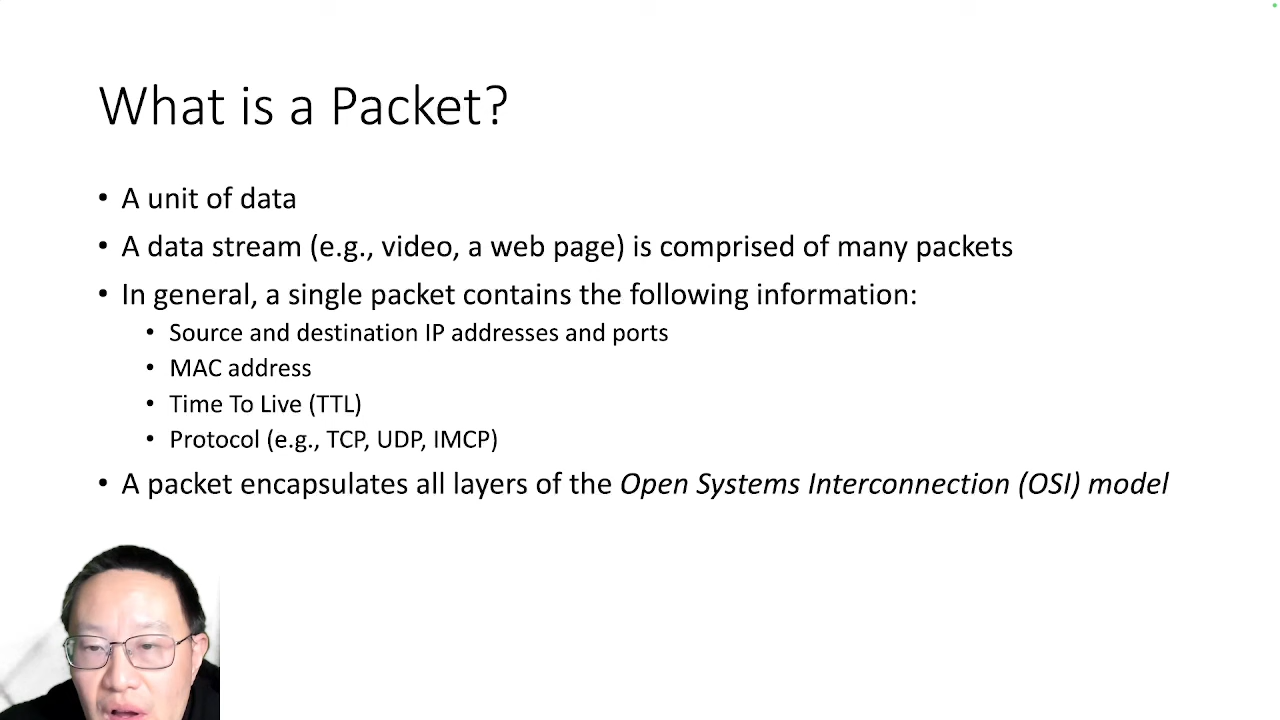 What is a Packet?
• A unit of data
• A data stream (e.g., video, a web page) is comprised of many packets
• In general, a single packet contains the following information:
• Source and destination IP addresses and ports
• MAC address
• Time To Live (TTL)
• Protocol (e.g., TCP, UDP, IMCP)
• A packet encapsulates all layers of the Open Systems Interconnection (OSI) model